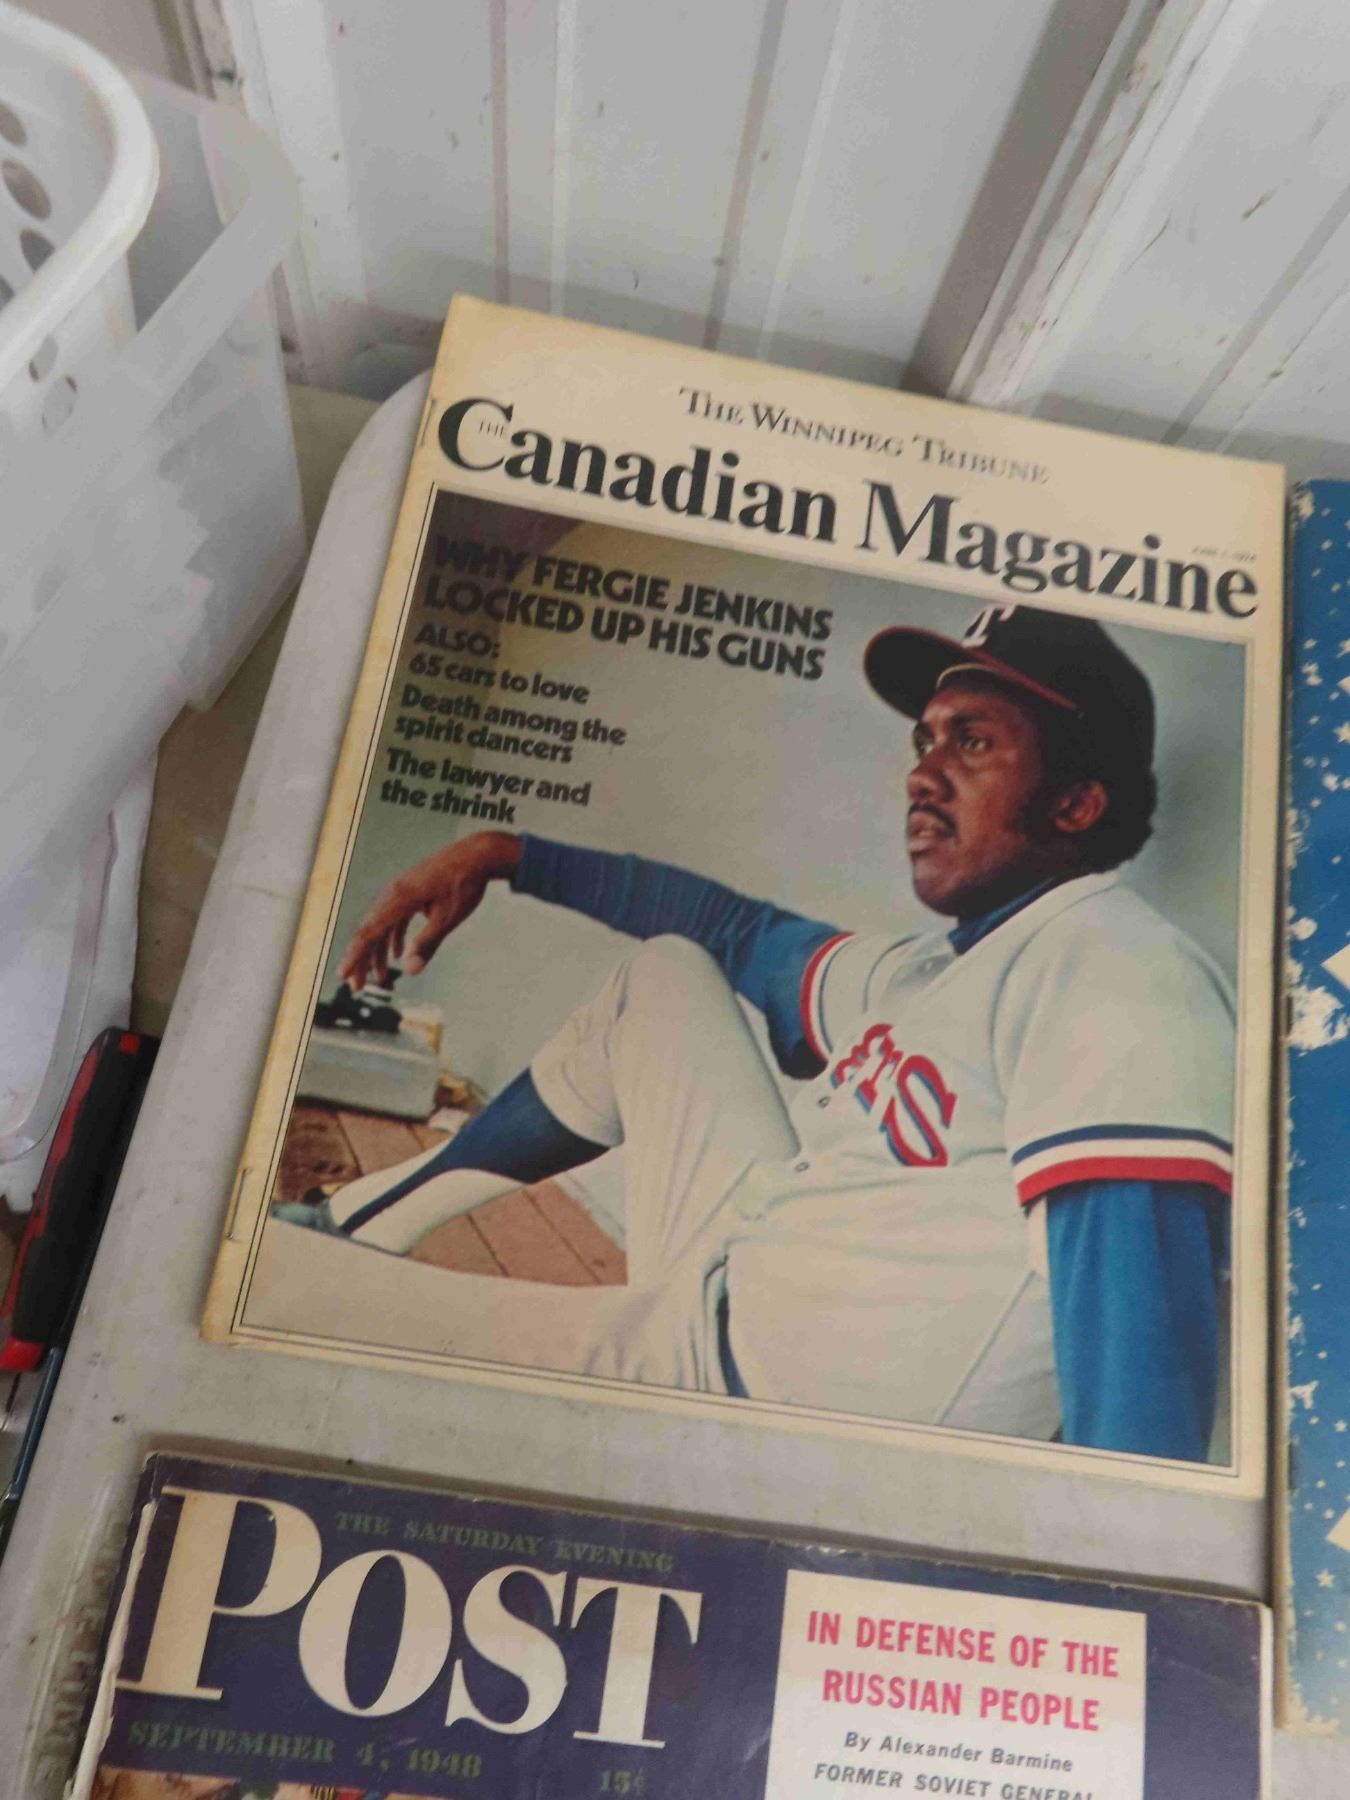 THE WINNIPEG TRIBUNE
THE Canadian Magazine
WHY FERGIE JENKINS
LOCKED UP HIS GUNS
ALSO:
65 cars to love
Death among the
spirit dancers
The lawyer and
the shrink
T
S
THE SATURDAY EVENING
POST
SEPTEMBER 4, 1948
15¢
IN DEFENSE OF THE
RUSSIAN PEOPLE
By Alexander Barmine
FORMER SOVIET GENERAL